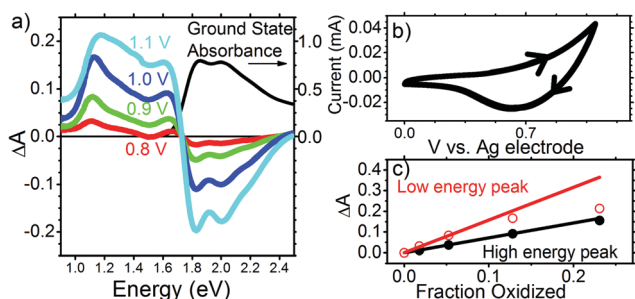 a)
Ground State
Absorbance
1.1 V
1.0 V
0.9 V
0.8 V
0.2
0.1
0.0
-0.1
-0.2
1.0
0.5
0.0
ΔA
1.0 1.2 1.4 1.6 1.8 2.0 2.2 2.4
Energy (eV)
b)
Current (mA)
0.04
0.02
0.00
-0.02
0.0 0.7
V vs. Ag electrode
c)
ΔA
0.4
0.3
0.2
0.1
0.0
Low energy peak
High energy peak
0.0 0.1 0.2
Fraction Oxidized